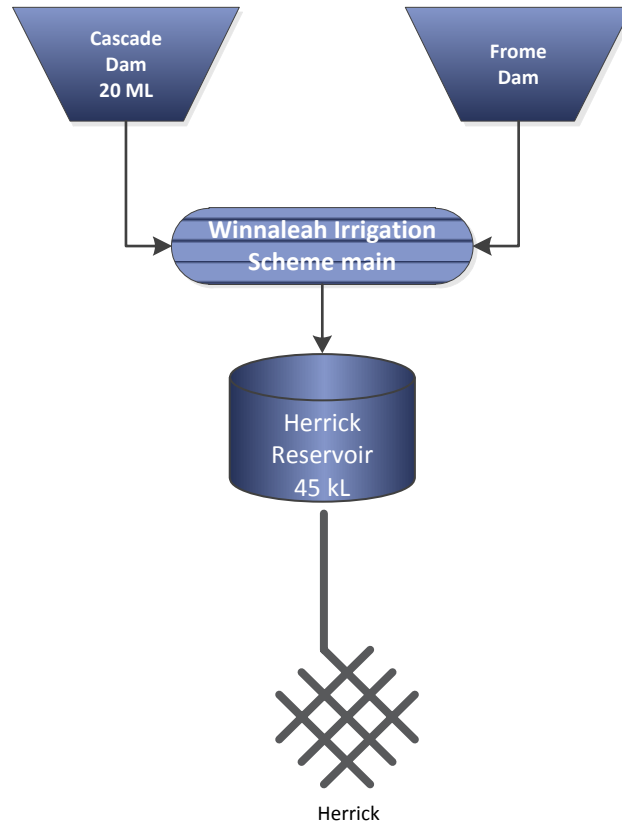 Cascade
Dam
20 ML
Frome
Dam
Winnaleah Irrigation
Scheme main
Herrick
Reservoir
45 kL
Herrick